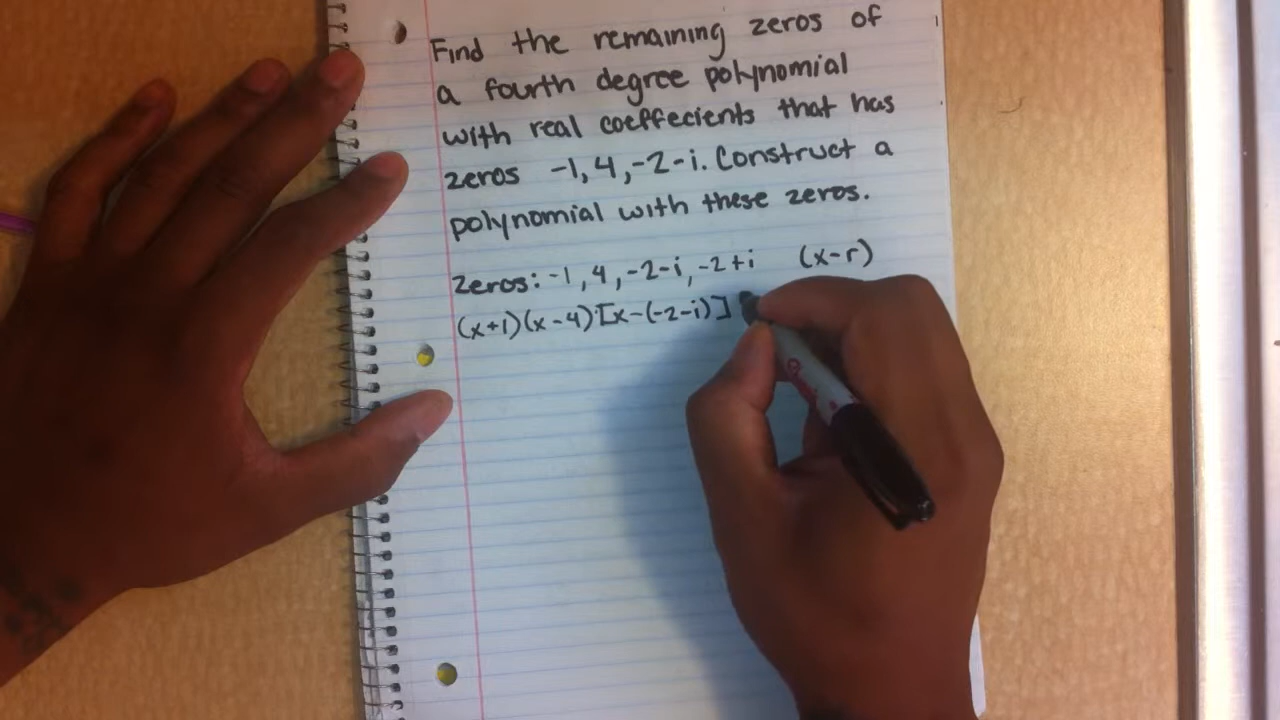 Find the remaining zeros of
a fourth degree polynomial
with real coeffecients that has
zeros -1, 4, -2-i. Construct a
polynomial with these zeros.
Zeros: -1, 4, -2-i, -2+i (x-r)
(x+1)(x-4)[x-(-2-i)]